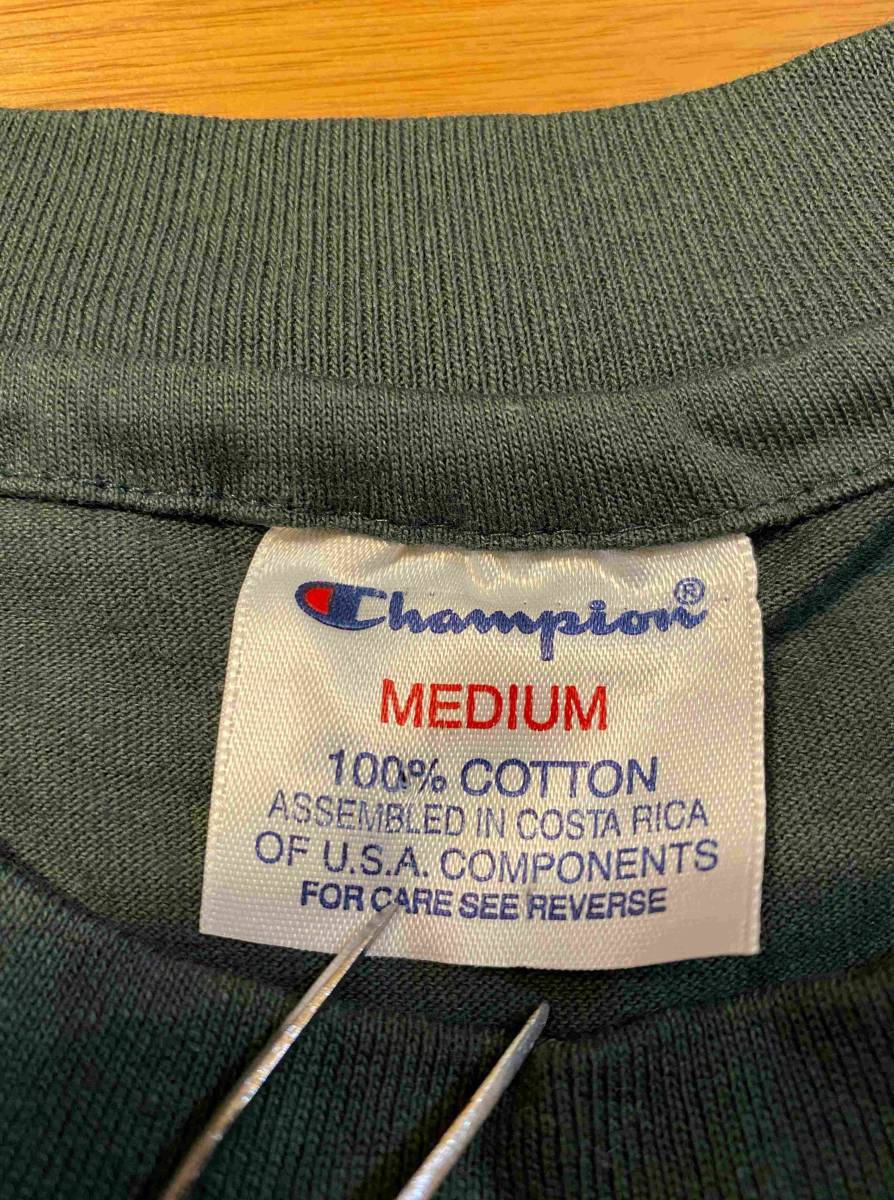 Champion®
MEDIUM
100% COTTON
ASSEMBLED IN COSTA RICA
OF U.S.A. COMPONENTS
FOR CARE SEE REVERSE